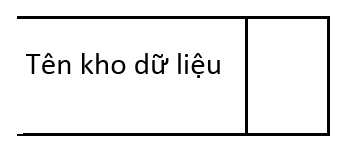 Tên kho dữ liệu